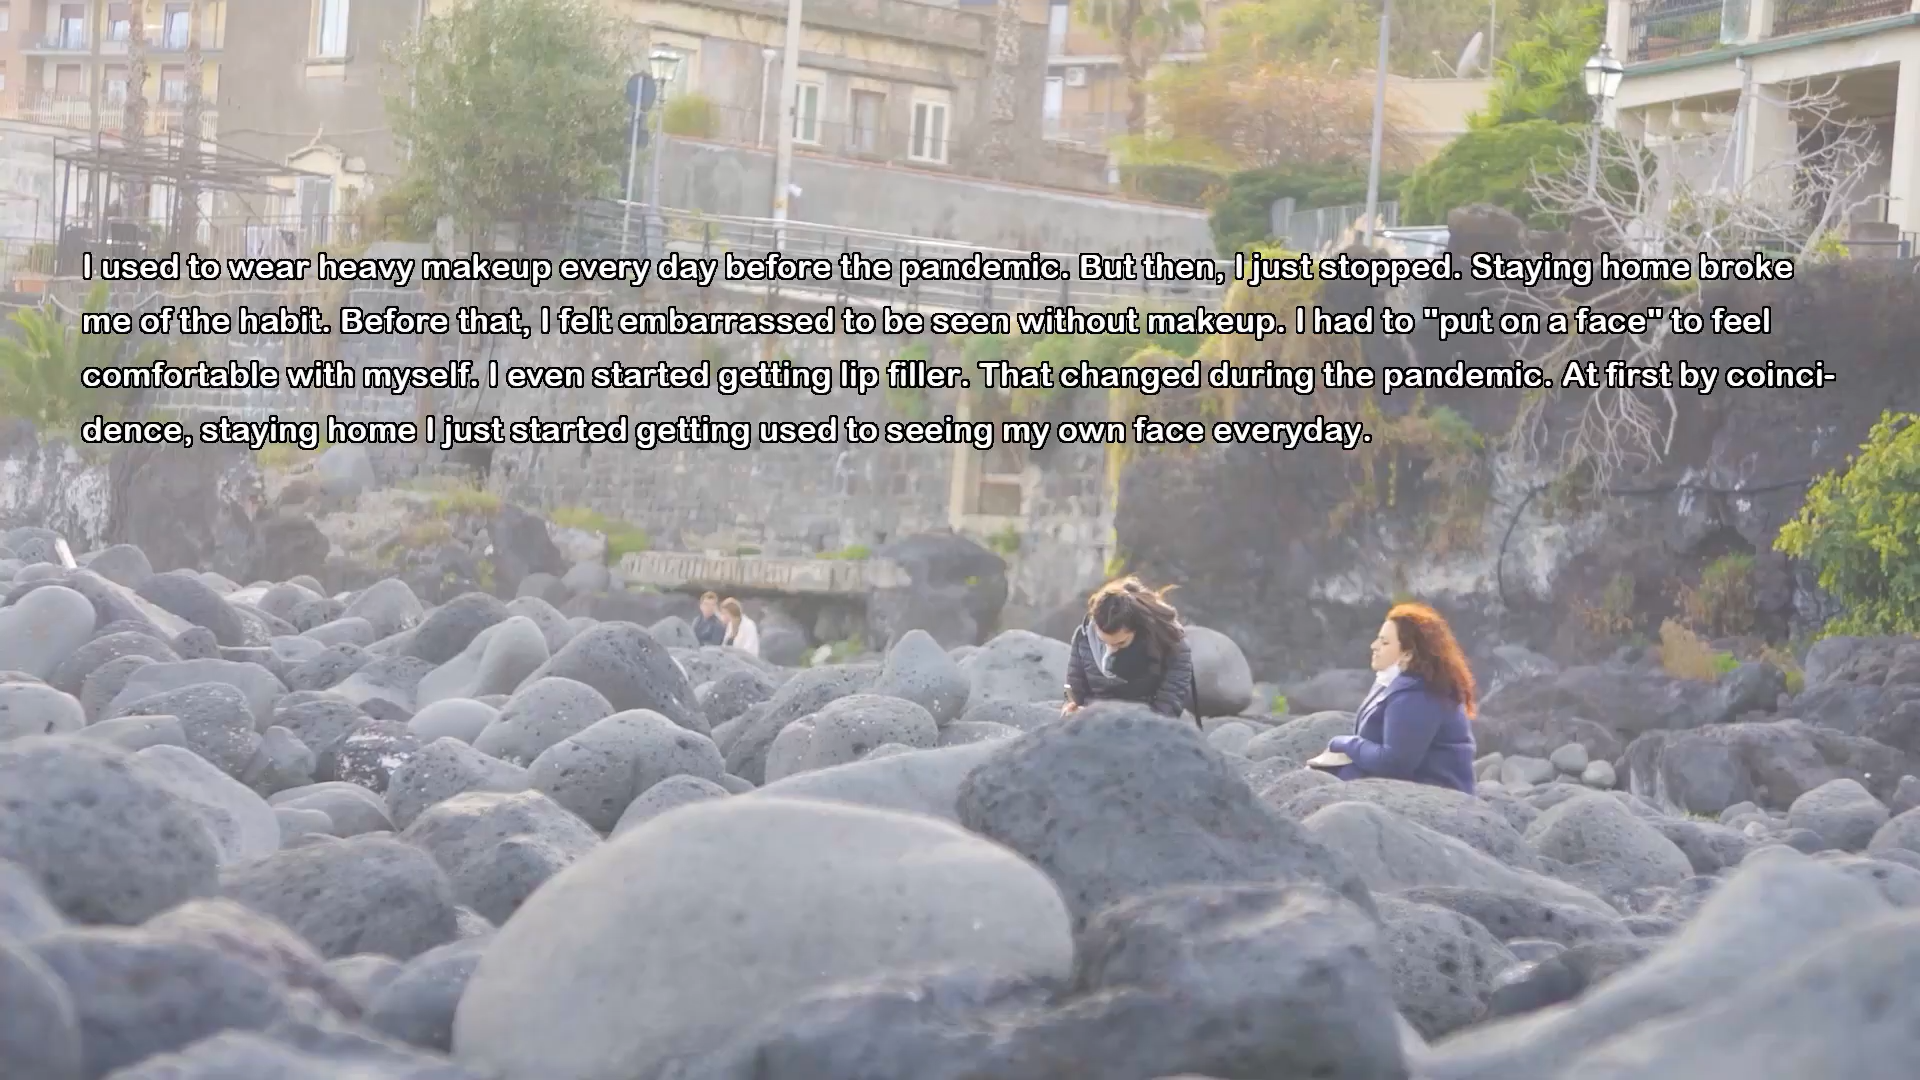 I used to wear heavy makeup every day before the pandemic. But then, I just stopped. Staying home broke
me of the habit. Before that, I felt embarrassed to be seen without makeup. I had to "put on a face" to feel
comfortable with myself. I even started getting lip filler. That changed during the pandemic. At first by coinci-
dence, staying home I just started getting used to seeing my own face everyday.